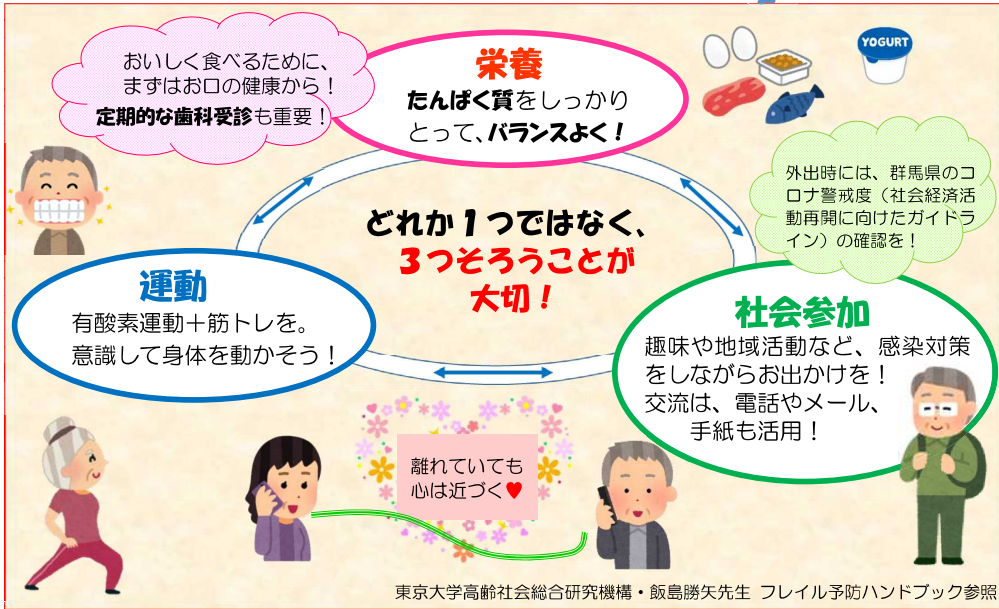 おいしく食べるために、
まずはお口の健康から！
定期的な歯科受診も重要！
栄養
たんぱく質をしっかり
とって、バランスよく！
YOGURT
外出時には、群馬県のコ
ロナ警戒度（社会経済活
動再開に向けたガイドラ
イン）の確認を！
どれか１つではなく、
３つそろうことが
大切！
運動
有酸素運動＋筋トレを。
意識して身体を動かそう！
社会参加
趣味や地域活動など、感染対策
をしながらお出かけを！
交流は、電話やメール、
手紙も活用！
離れていても
心は近づく♥
東京大学高齢社会総合研究機構・飯島勝矢先生 フレイル予防ハンドブック参照